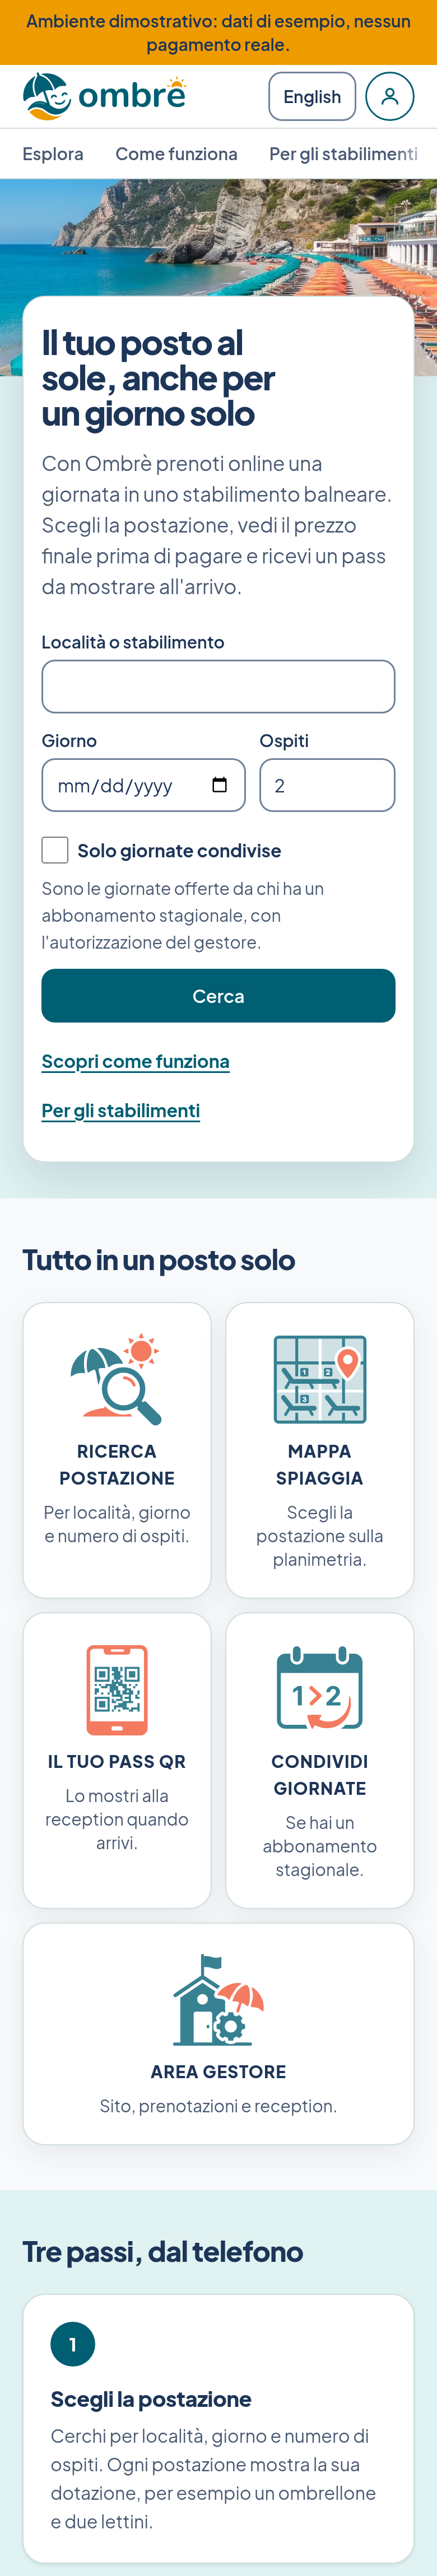 Ambiente dimostrativo: dati di esempio, nessun
pagamento reale.
ombrè
English
Esplora
Come funziona
Per gli stabilimenti
Il tuo posto al
sole, anche per
un giorno solo
Con Ombrè prenoti online una
giornata in uno stabilimento balneare.
Scegli la postazione, vedi il prezzo
finale prima di pagare e ricevi un pass
da mostrare all'arrivo.
Località o stabilimento
Giorno
Ospiti
mm/dd/yyyy
2
Solo giornate condivise
Sono le giornate offerte da chi ha un
abbonamento stagionale, con
l'autorizzazione del gestore.
Cerca
Scopri come funziona
Per gli stabilimenti
Tutto in un posto solo
RICERCA
POSTAZIONE
Per località, giorno
e numero di ospiti.
1
2
3
MAPPA
SPIAGGIA
Scegli la
postazione sulla
planimetria.
IL TUO PASS QR
Lo mostri alla
reception quando
arrivi.
1>2
CONDIVIDI
GIORNATE
Se hai un
abbonamento
stagionale.
AREA GESTORE
Sito, prenotazioni e reception.
Tre passi, dal telefono
1
Scegli la postazione
Cerchi per località, giorno e numero di
ospiti. Ogni postazione mostra la sua
dotazione, per esempio un ombrellone
e due lettini.